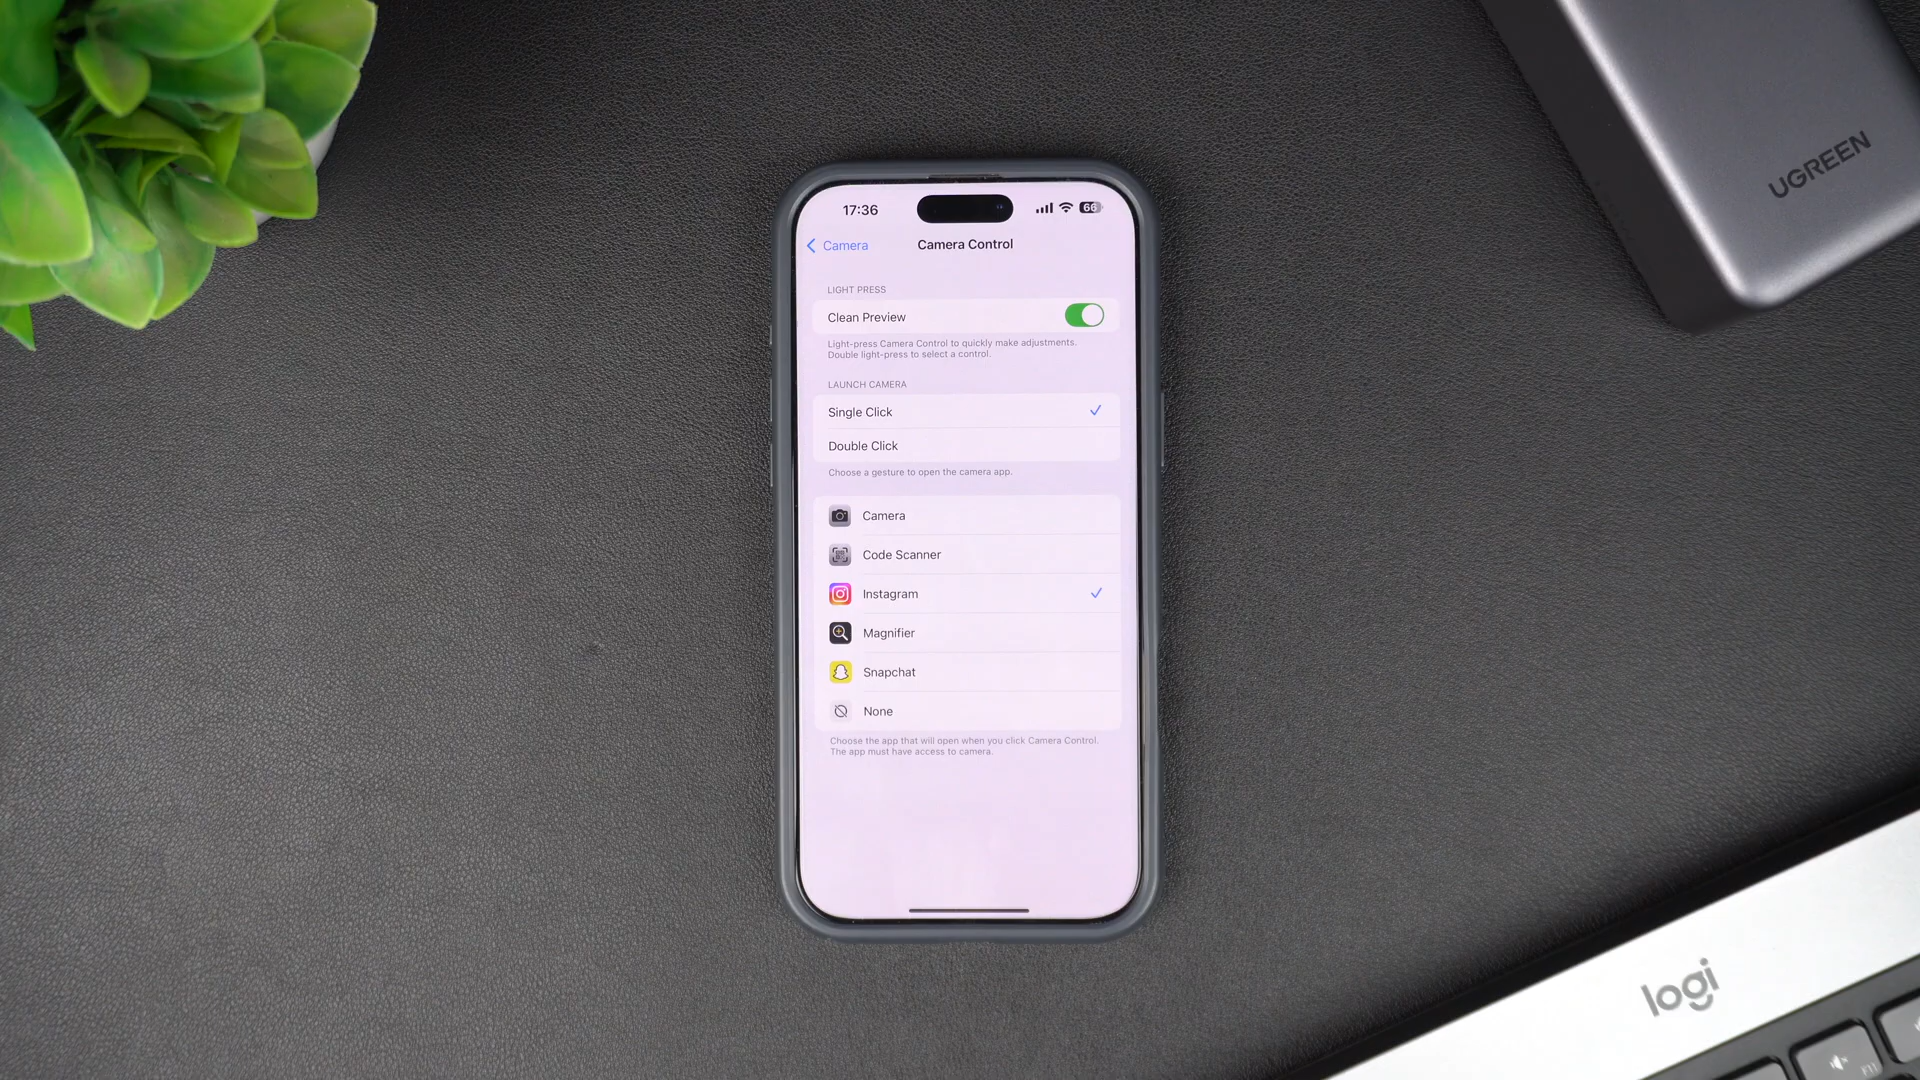 UGREEN
17:36
66
Camera
Camera Control
LIGHT PRESS
Clean Preview
Light-press Camera Control to quickly make adjustments.
Double light-press to select a control.
LAUNCH CAMERA
Single Click
Double Click
Choose a gesture to open the camera app.
Camera
Code Scanner
Instagram
Magnifier
Snapchat
None
Choose the app that will open when you click Camera Control.
The app must have access to camera.
logi
F11